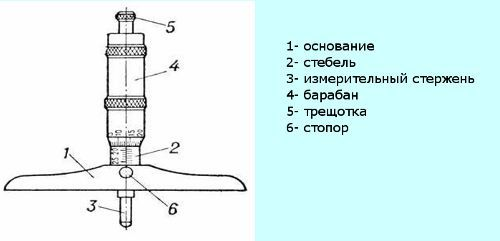 5
4
2
1
3
6
1- основание
2- стебель
3- измерительный стержень
4- барабан
5- трещотка
6- стопор